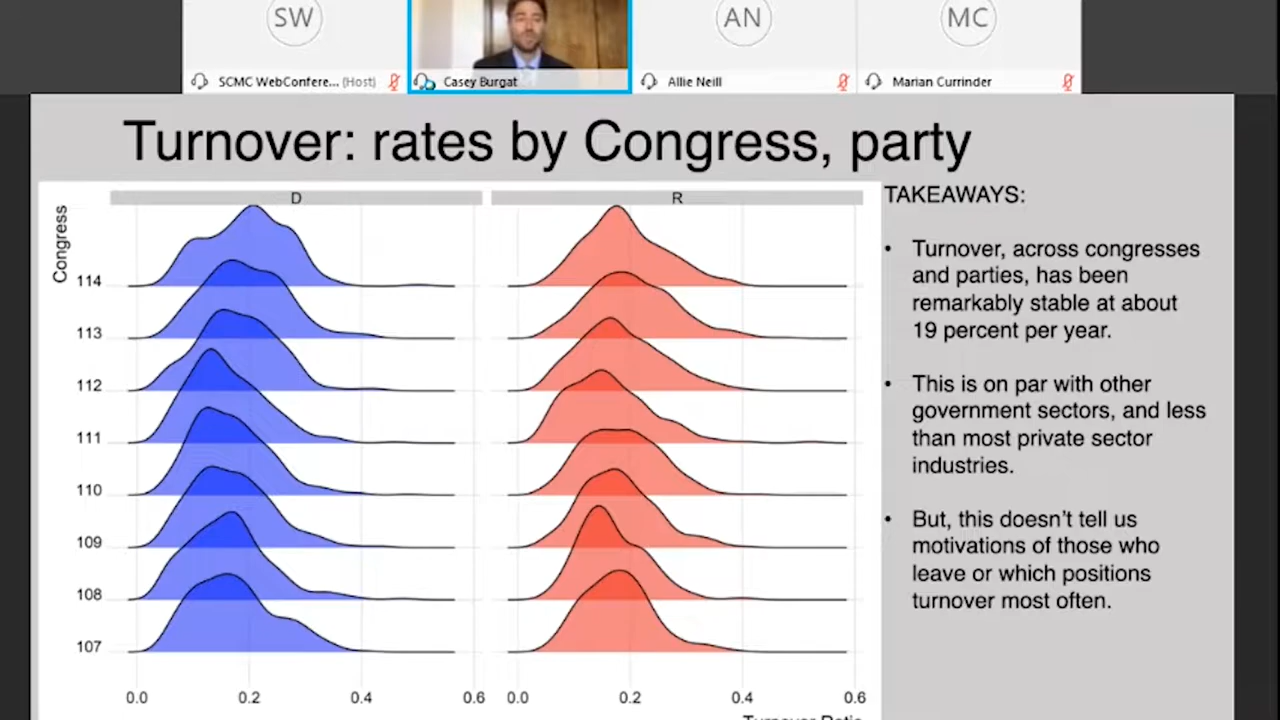 SW
AN
MC
SCMC WebConfere... (Host)
Casey Burgat
Allie Neill
Marian Currinder
Turnover: rates by Congress, party
D
R
Congress
114
113
112
111
110
109
108
107
0.0 0.2 0.4 0.6
0.0 0.2 0.4 0.6
Turnover Ratio
TAKEAWAYS:
• Turnover, across congresses
and parties, has been
remarkably stable at about
19 percent per year.
• This is on par with other
government sectors, and less
than most private sector
industries.
• But, this doesn’t tell us
motivations of those who
leave or which positions
turnover most often.